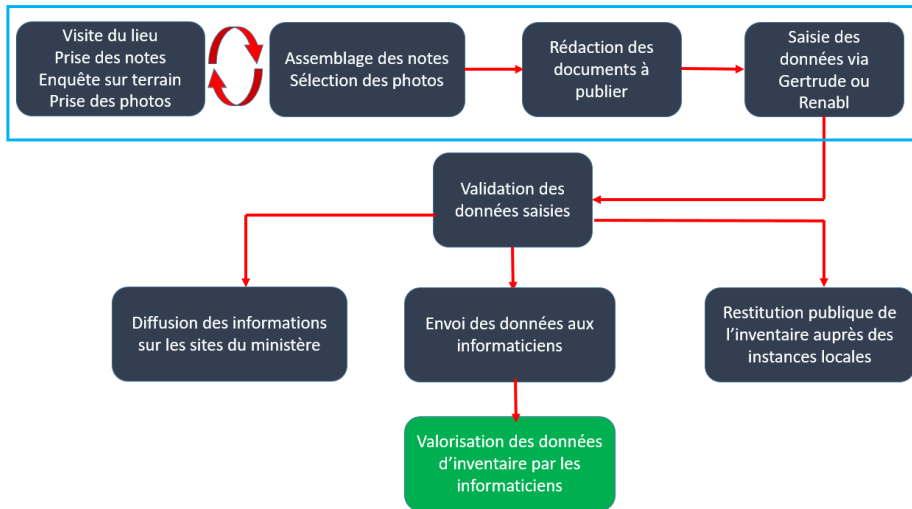 Visite du lieu
Prise des notes
Enquête sur terrain
Prise des photos
Assemblage des notes
Sélection des photos
Rédaction des
documents à
publier
Saisie des
données via
Gertrude ou
Renabl
Validation des
données saisies
Diffusion des informations
sur les sites du ministère
Envoi des données aux
informaticiens
Restitution publique de
l’inventaire auprès des
instances locales
Valorisation des données
d’inventaire par les
informaticiens